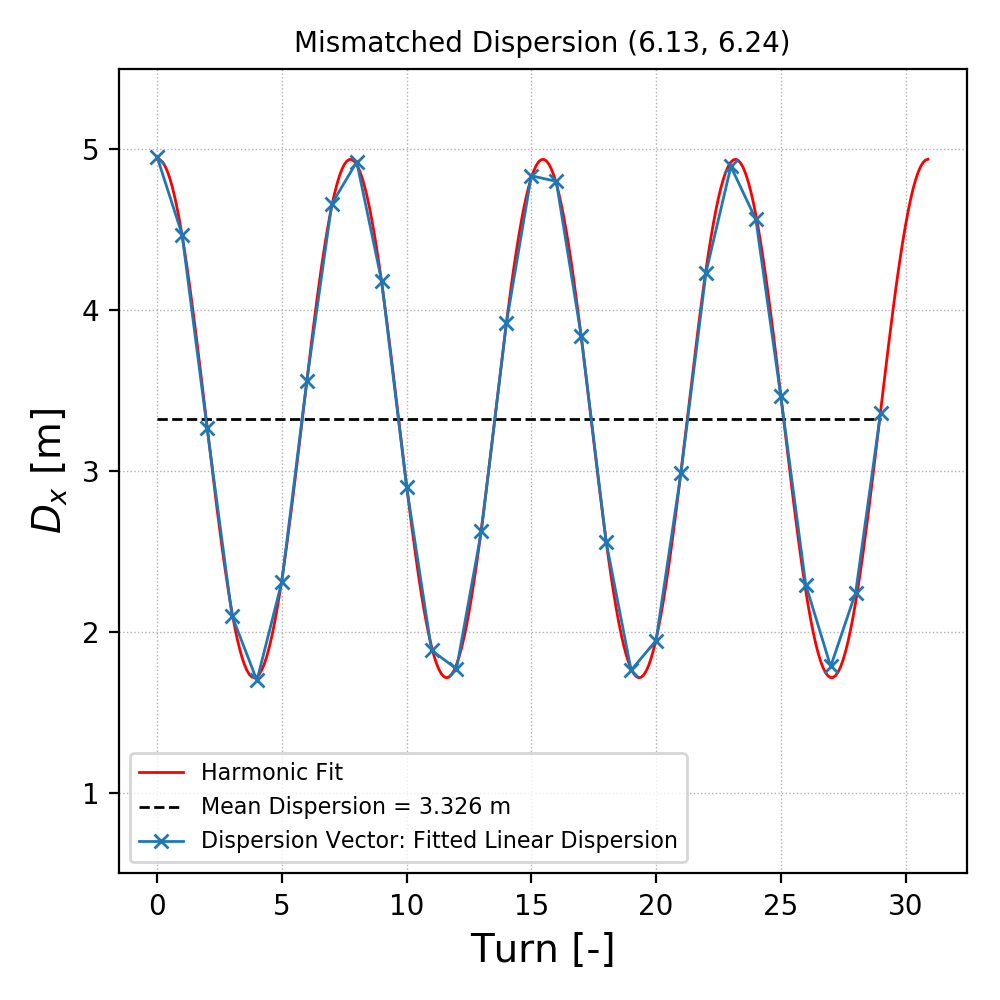 Mismatched Dispersion (6.13, 6.24)
5
4
3
2
1
D_x [m]
Harmonic Fit
Mean Dispersion = 3.326 m
Dispersion Vector: Fitted Linear Dispersion
0 5 10 15 20 25 30
Turn [-]